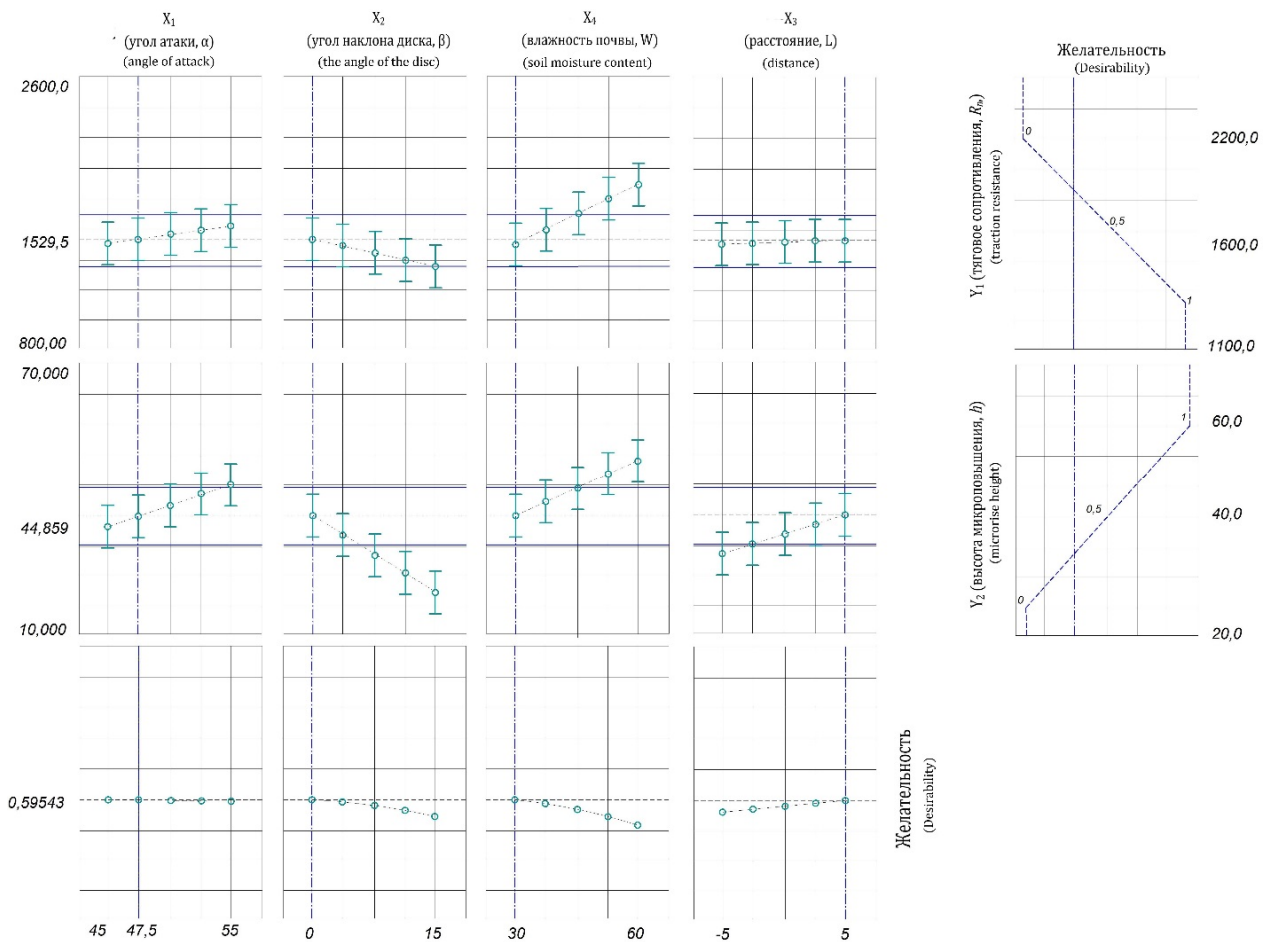 X₁
(угол атаки, α)
(angle of attack)
X₂
(угол наклона диска, β)
(the angle of the disc)
X₄
(влажность почвы, W)
(soil moisture content)
-X₃
(расстояние, L)
(distance)
Желательность
(Desirability)
2600,0
1529,5
800,00
Y₁ (тяговое сопротивления, Rₗₙ)
(traction resistance)
0
0,5
1
2200,0
1600,0
1100,0
70,000
44,859
10,000
Y₂ (высота микроповышения, h)
(microrise height)
1
0,5
0
60,0
40,0
20,0
0,59543
Желательность
(Desirability)
45
47,5
55
0
15
30
60
-5
5